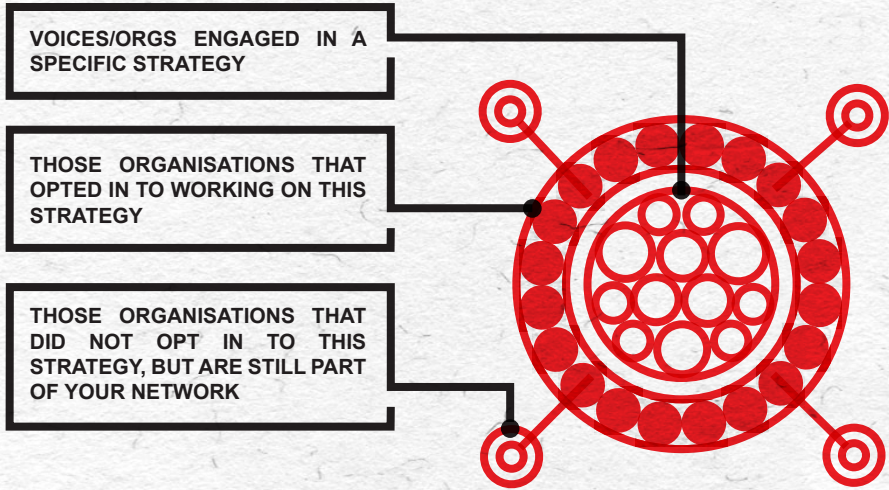 VOICES/ORGS ENGAGED IN A
SPECIFIC STRATEGY
THOSE ORGANISATIONS THAT
OPTED IN TO WORKING ON THIS
STRATEGY
THOSE ORGANISATIONS THAT
DID NOT OPT IN TO THIS
STRATEGY, BUT ARE STILL PART
OF YOUR NETWORK